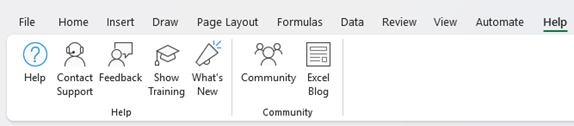 File Home Insert Draw Page Layout Formulas Data Review View Automate Help
Help Contact Support Feedback Show Training What's New Community Excel Blog
Help Community